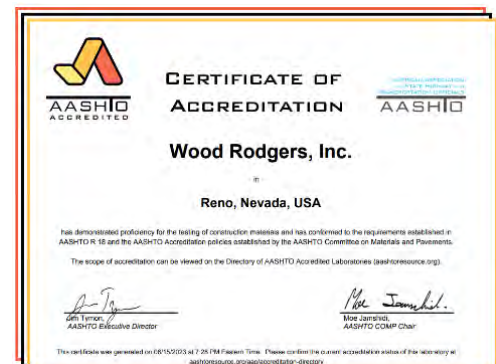 CERTIFICATE OF
ACCREDITATION
AASHTO
ACCREDITED
AASHTO
Wood Rodgers, Inc.
in
Reno, Nevada, USA
has demonstrated proficiency for the testing of construction materials and has conformed to the requirements established in
AASHTO R 18 and the AASHTO Accreditation policies established by the AASHTO Committee on Materials and Pavements.
The scope of accreditation can be viewed on the Directory of AASHTO Accredited Laboratories (aashtoresource.org).
Jim Tymon,
AASHTO Executive Director
Moe Jamshidi,
AASHTO COMP Chair
This certificate was generated on 06/15/2023 at 7:26 PM Eastern Time. Please confirm the current accreditation status of this laboratory at
aashtoresource.org/aap/accreditation-directory